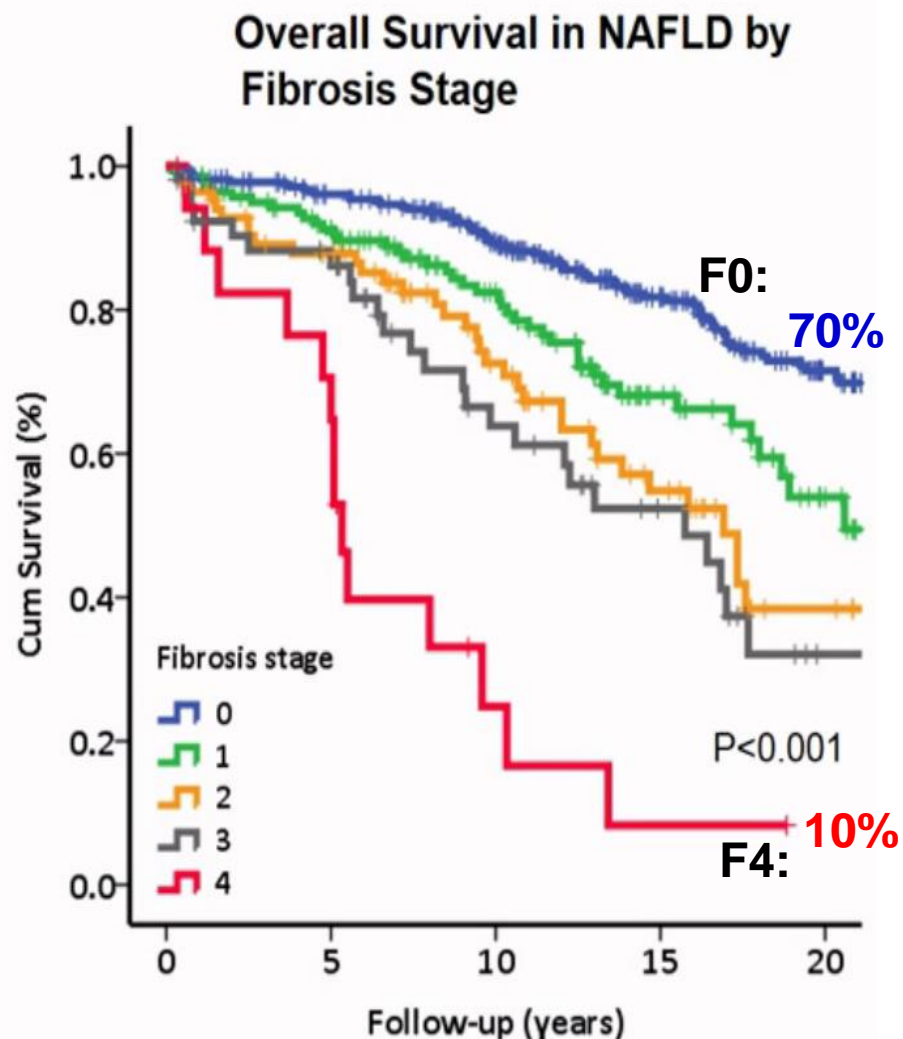 Overall Survival in NAFLD by
Fibrosis Stage
Cum Survival (%)
1.0
0.8
0.6
0.4
0.2
0.0
F0:
70%
Fibrosis stage
0
1
2
3
4
P<0.001
10%
F4:
0 5 10 15 20
Follow-up (years)